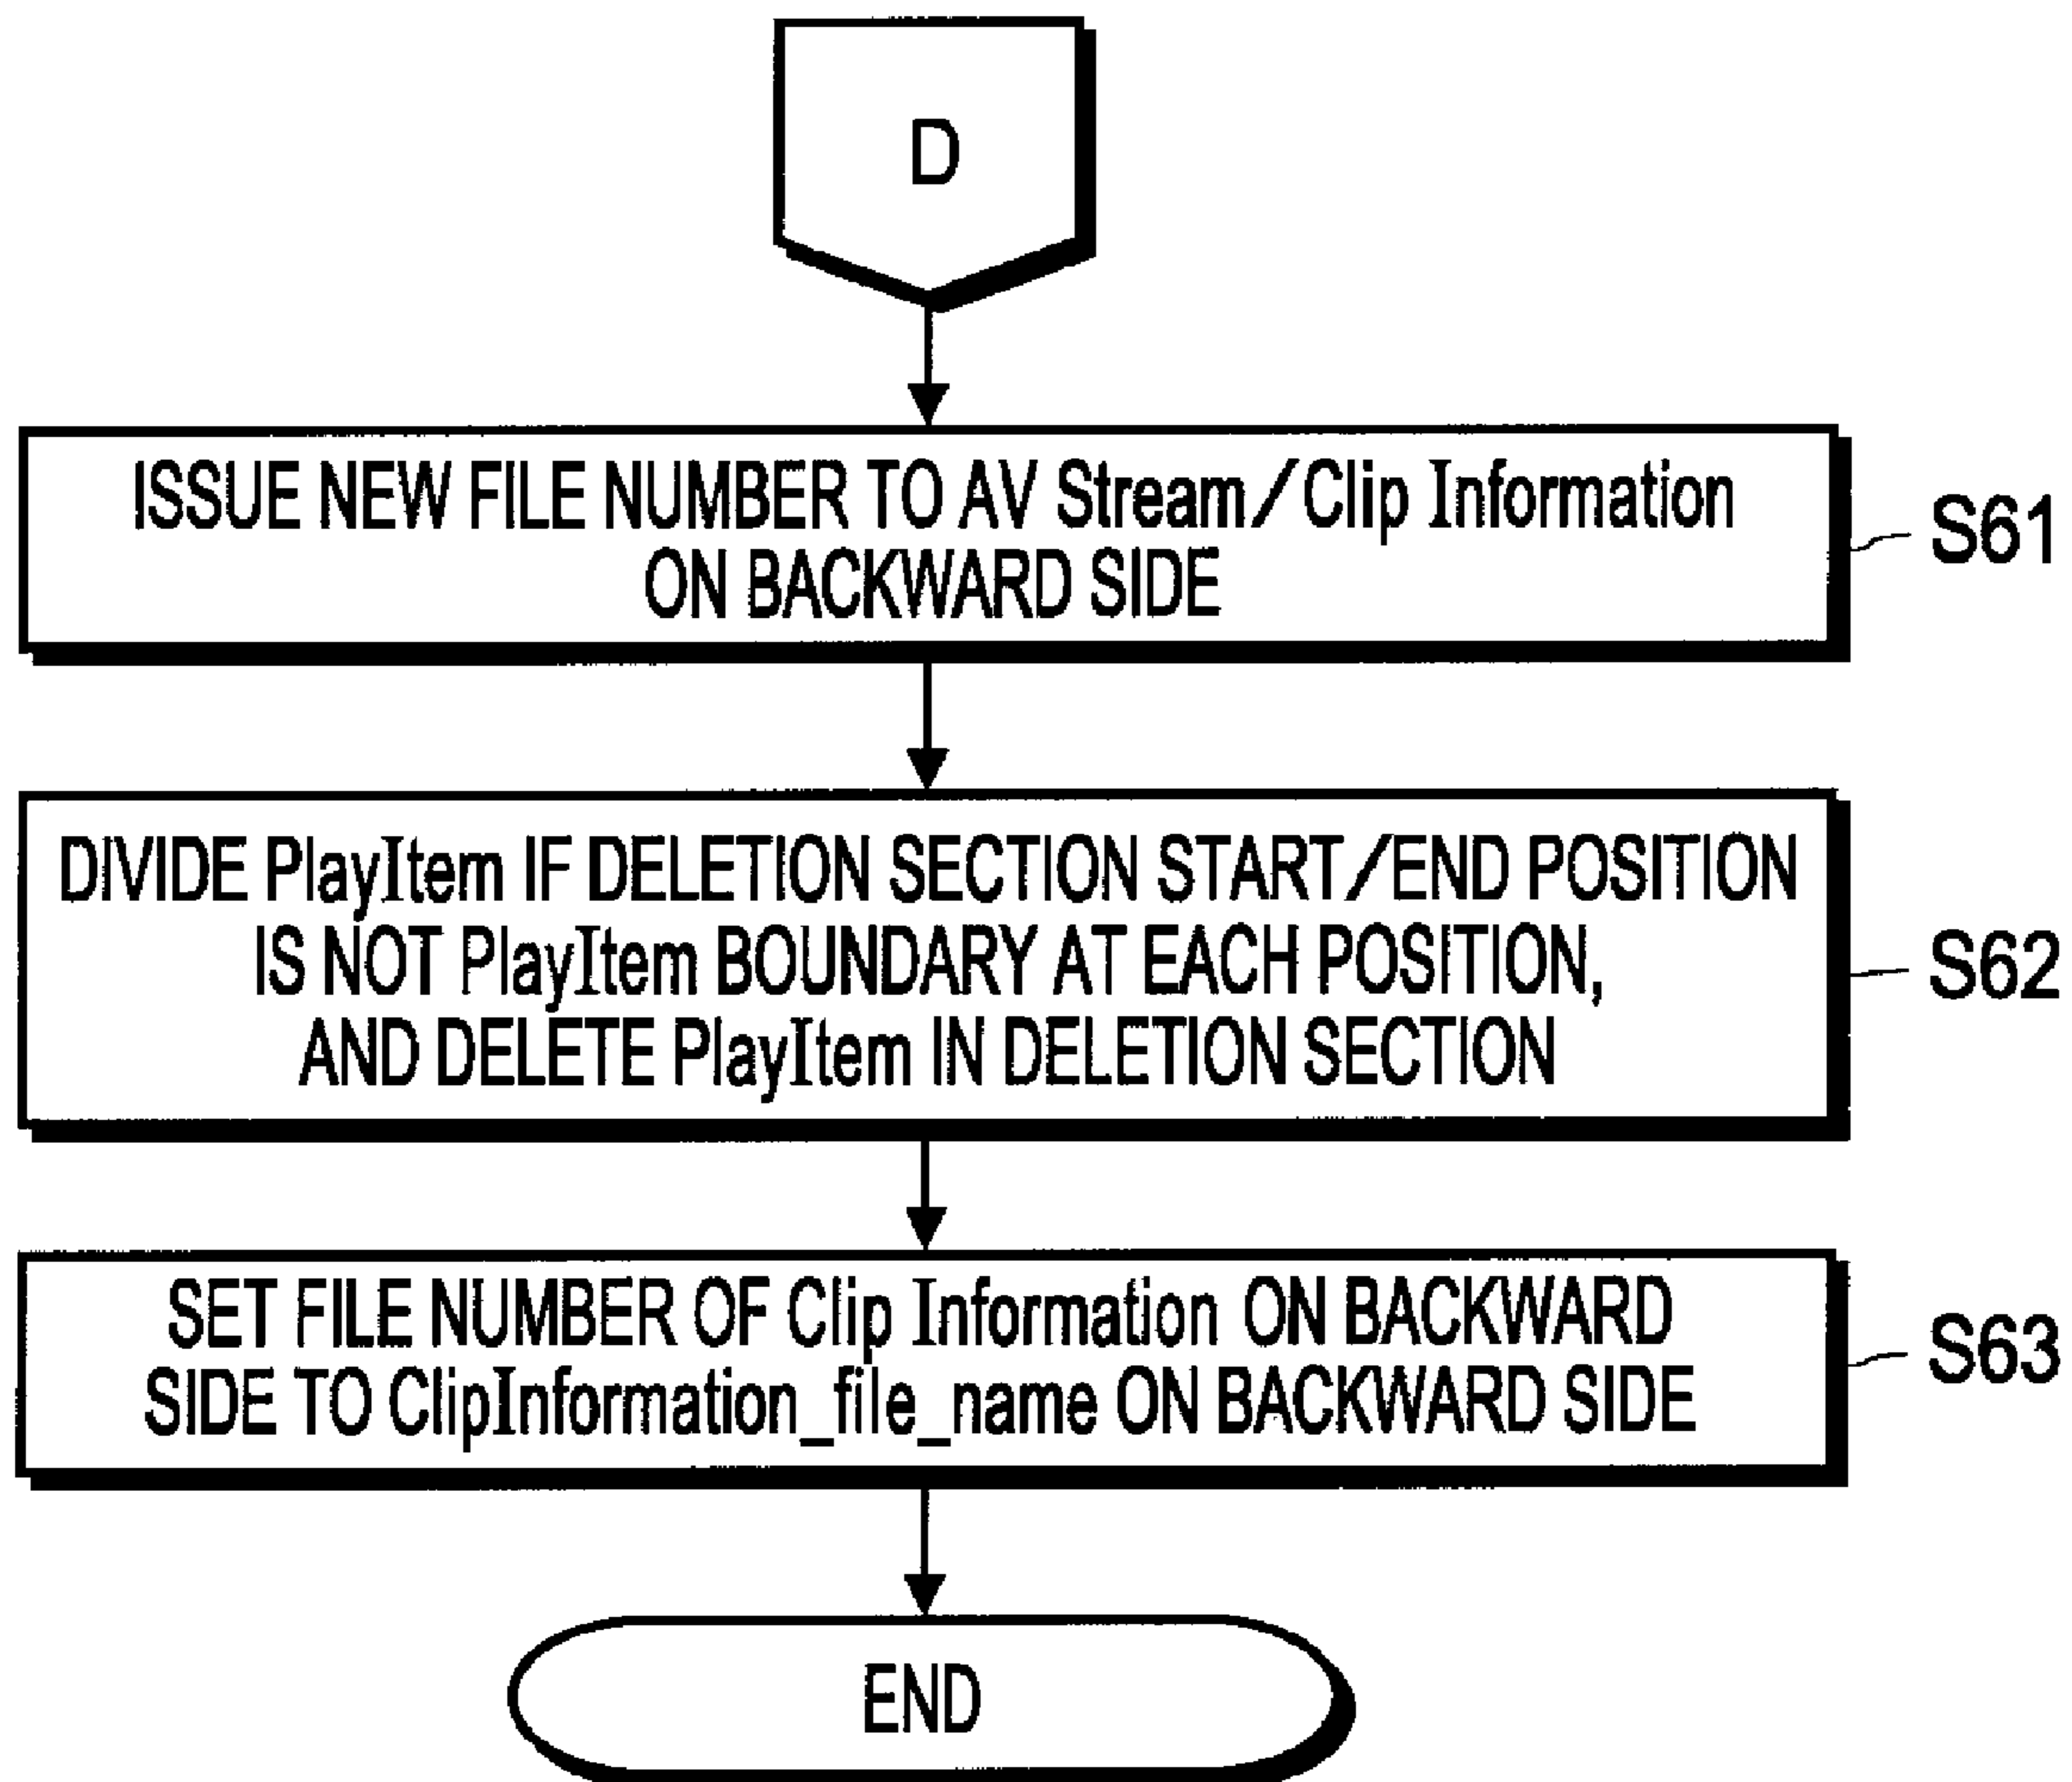 D
ISSUE NEW FILE NUMBER TO AV Stream/Clip Information
ON BACKWARD SIDE
S61
DIVIDE PlayItem IF DELETION SECTION START/END POSITION
IS NOT PlayItem BOUNDARY AT EACH POSITION,
AND DELETE PlayItem IN DELETION SECTION
S62
SET FILE NUMBER OF Clip Information ON BACKWARD
SIDE TO ClipInformation_file_name ON BACKWARD SIDE
S63
END